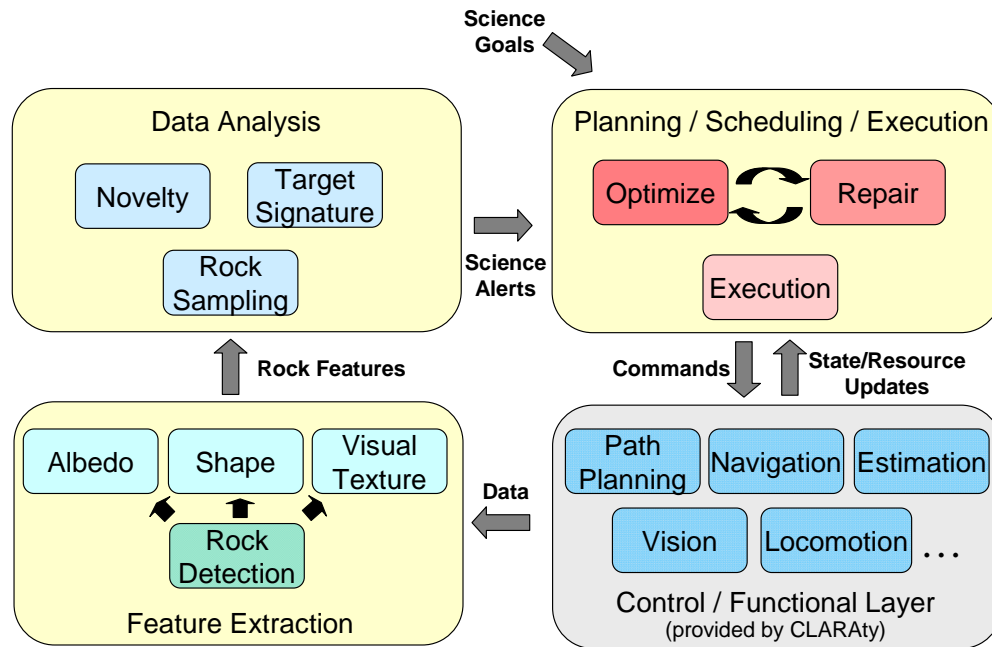 Science
Goals
Data Analysis
Novelty
Target
Signature
Rock
Sampling
Science
Alerts
Planning / Scheduling / Execution
Optimize
Repair
Execution
Rock Features
Commands
State/Resource
Updates
Albedo
Shape
Visual
Texture
Rock
Detection
Feature Extraction
Data
Path
Planning
Navigation
Estimation
Vision
Locomotion
...
Control / Functional Layer
(provided by CLARAty)